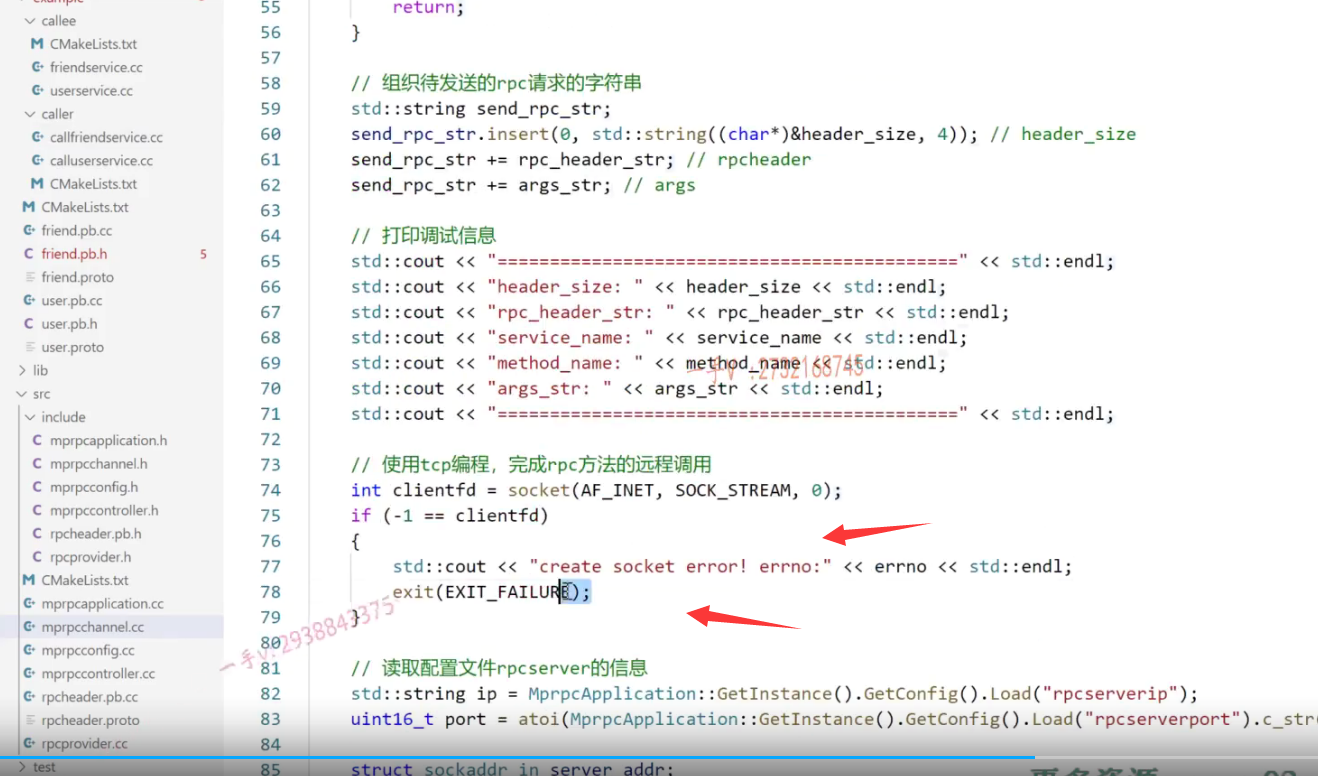 example
callee
CMakeLists.txt
friendservice.cc
userservice.cc
caller
callfriendservice.cc
calluserservice.cc
CMakeLists.txt
CMakeLists.txt
friend.pb.cc
friend.pb.h 5
friend.proto
user.pb.cc
user.pb.h
user.proto
lib
src
include
mprpcapplication.h
mprpcchannel.h
mprpcconfig.h
mprpccontroller.h
rpcheader.pb.h
rpcprovider.h
CMakeLists.txt
mprpcapplication.cc
mprpcchannel.cc
mprpcconfig.cc
mprpccontroller.cc
rpcheader.pb.cc
rpcheader.proto
rpcprovider.cc
test
55 return;
56 }
57
58 // 组织待发送的rpc请求的字符串
59 std::string send_rpc_str;
60 send_rpc_str.insert(0, std::string((char*)&header_size, 4)); // header_size
61 send_rpc_str += rpc_header_str; // rpcheader
62 send_rpc_str += args_str; // args
63
64 // 打印调试信息
65 std::cout << "============================================" << std::endl;
66 std::cout << "header_size: " << header_size << std::endl;
67 std::cout << "rpc_header_str: " << rpc_header_str << std::endl;
68 std::cout << "service_name: " << service_name << std::endl;
69 std::cout << "method_name: " << method_name << std::endl;
70 std::cout << "args_str: " << args_str << std::endl;
71 std::cout << "============================================" << std::endl;
72
73 // 使用tcp编程，完成rpc方法的远程调用
74 int clientfd = socket(AF_INET, SOCK_STREAM, 0);
75 if (-1 == clientfd)
76 {
77 std::cout << "create socket error! errno:" << errno << std::endl;
78 exit(EXIT_FAILURE);
79 }
80
81 // 读取配置文件rpcserver的信息
82 std::string ip = MprpcApplication::GetInstance().GetConfig().Load("rpcserverip");
83 uint16_t port = atoi(MprpcApplication::GetInstance().GetConfig().Load("rpcserverport").c_str(
84
85 struct sockaddr_in server_addr;
一手V:2732168745
一手v:2938843375